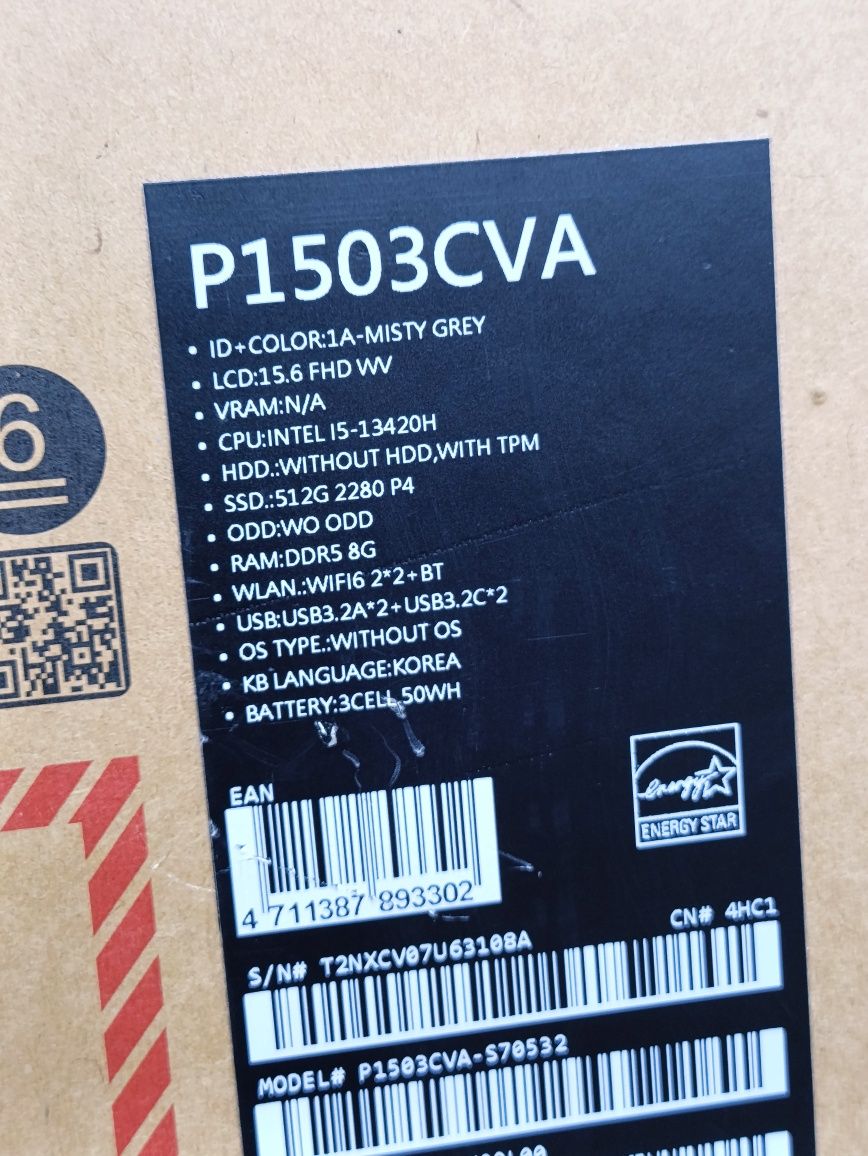 P1503CVA
• ID+COLOR:1A-MISTY GREY
• LCD:15.6 FHD WV
• VRAM:N/A
• CPU:INTEL I5-13420H
• HDD.:WITHOUT HDD,WITH TPM
• SSD.:512G 2280 P4
• ODD:WO ODD
• RAM:DDR5 8G
• WLAN.:WIFI6 2*2+BT
• USB:USB3.2A*2+USB3.2C*2
• OS TYPE.:WITHOUT OS
• KB LANGUAGE:KOREA
• BATTERY:3CELL 50WH
6
energy
ENERGY STAR
EAN
4 711387 893302
CN# 4HC1
S/N# T2NXCV07U63108A
MODEL# P1503CVA-S70532